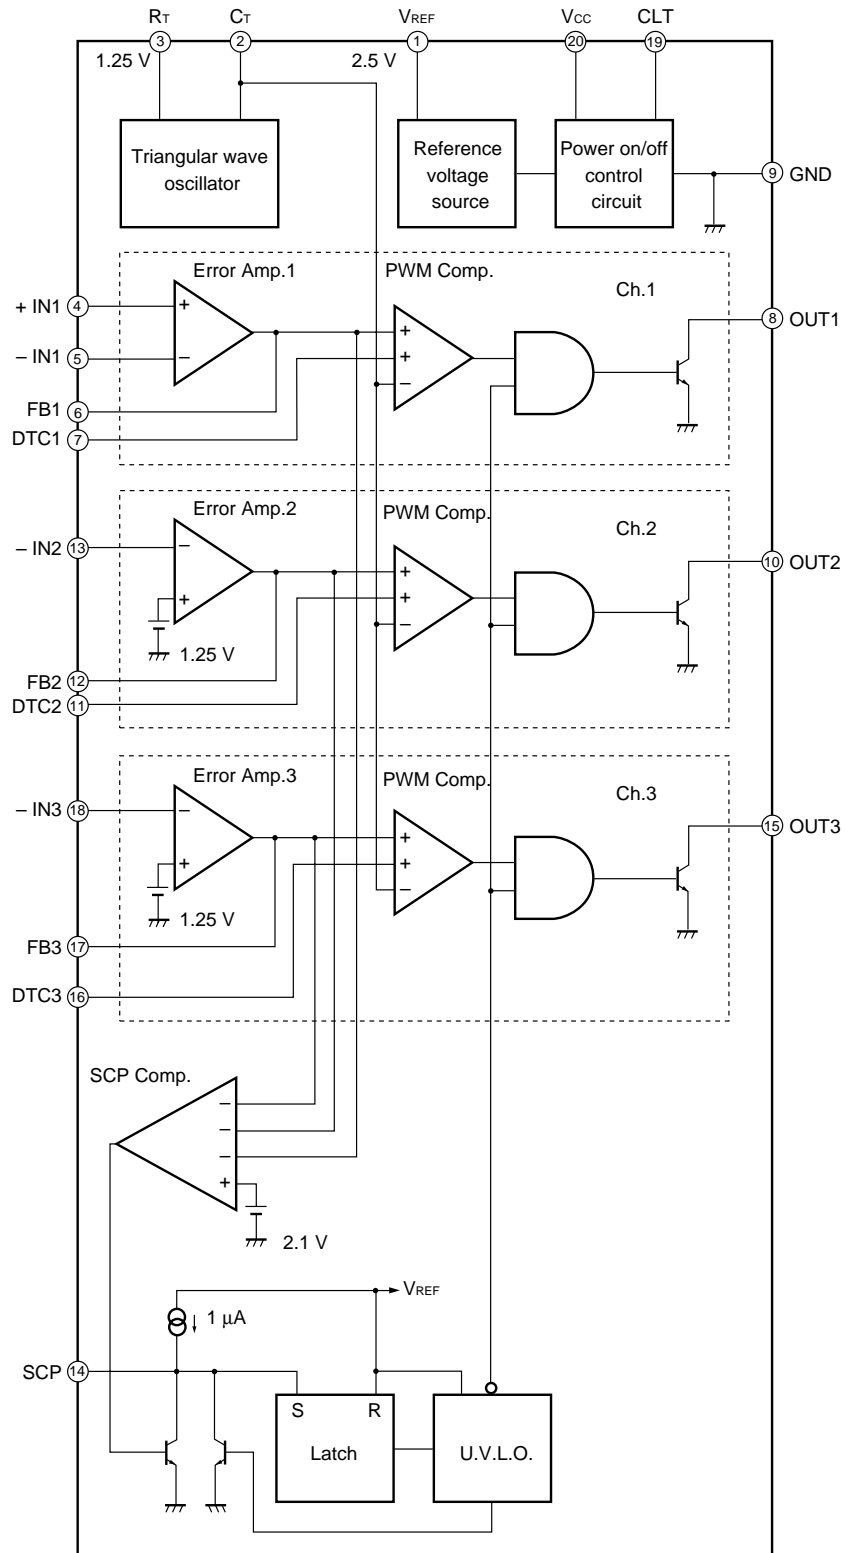 RT CT VREF VCC CLT
3 2 1 20 19
1.25 V 2.5 V
Triangular wave
oscillator
Reference
voltage
source
Power on/off
control
circuit
9 GND
Error Amp.1 PWM Comp. Ch.1
+ IN1 4
+
+
8 OUT1
– IN1 5
–
+
–
FB1 6
DTC1 7
Error Amp.2 PWM Comp. Ch.2
– IN2 13
–
+
10 OUT2
+
+
–
1.25 V
FB2 12
DTC2 11
Error Amp.3 PWM Comp. Ch.3
– IN3 18
–
+
15 OUT3
+
+
–
1.25 V
FB3 17
DTC3 16
SCP Comp.
–
–
–
+
2.1 V
VREF
1 µA
SCP 14
S R
Latch
U.V.L.O.